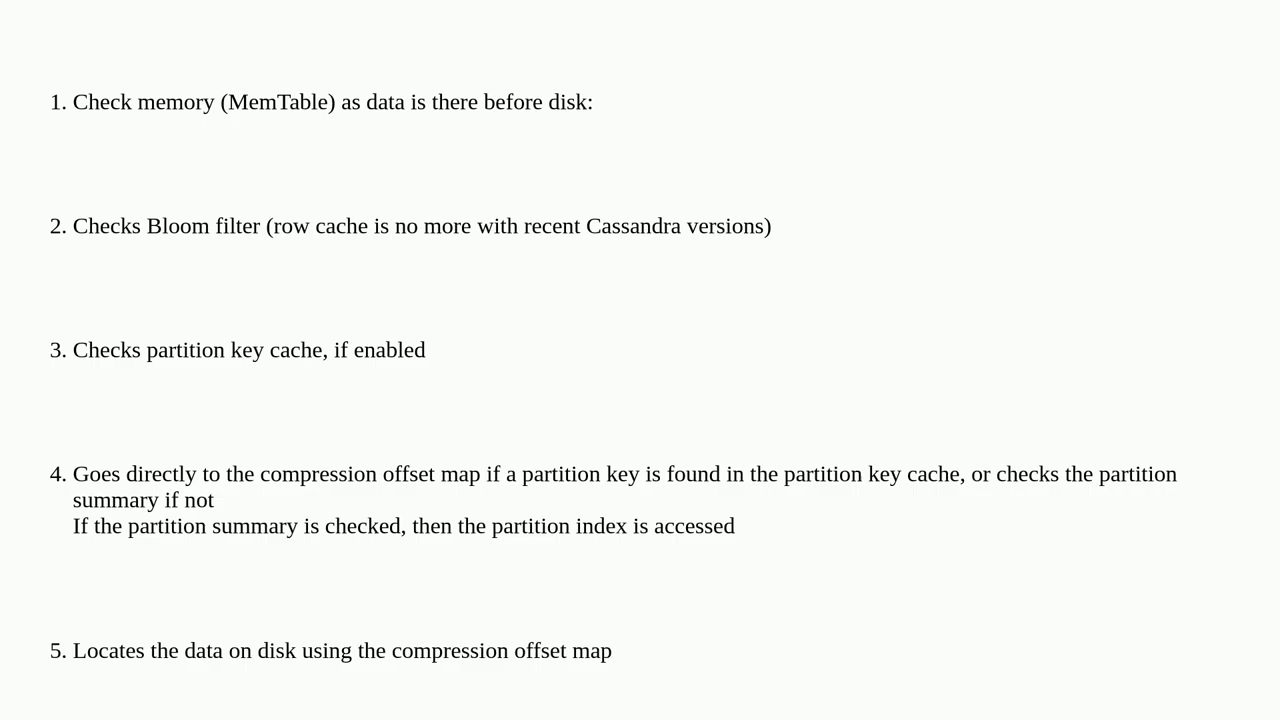 1. Check memory (MemTable) as data is there before disk:
2. Checks Bloom filter (row cache is no more with recent Cassandra versions)
3. Checks partition key cache, if enabled
4. Goes directly to the compression offset map if a partition key is found in the partition key cache, or checks the partition
summary if not
If the partition summary is checked, then the partition index is accessed
5. Locates the data on disk using the compression offset map